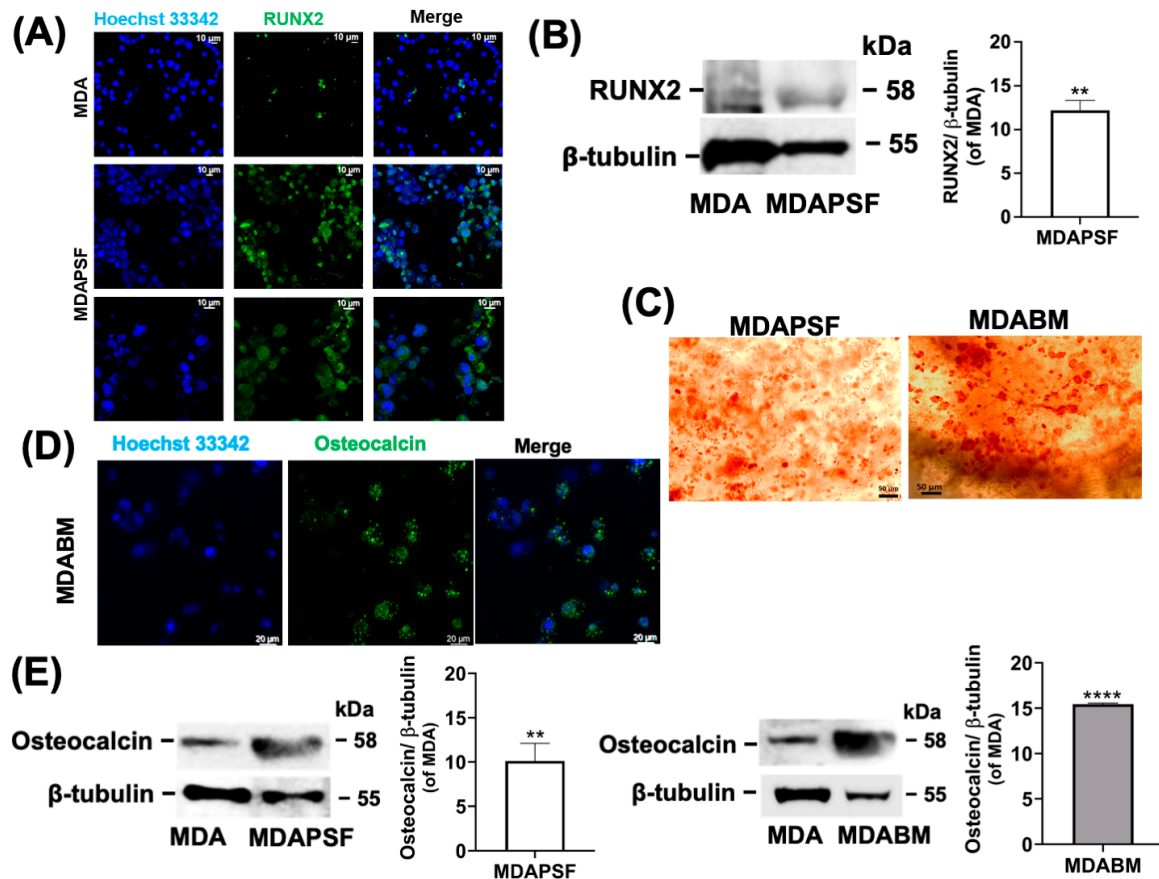 (A)
Hoechst 33342 RUNX2 Merge
10 µm 10 µm 10 µm
MDA
10 µm 10 µm 10 µm
MDAPSF
10 µm 10 µm 10 µm
(B)
kDa
RUNX2 – 58
β-tubulin – 55
MDA MDAPSF
RUNX2/ β-tubulin
(of MDA)
20
15
10
5
0
**
MDAPSF
(C)
MDAPSF MDABM
50 µm 50 µm
(D)
Hoechst 33342 Osteocalcin Merge
MDABM
20 µm 20 µm 20 µm
(E)
kDa
Osteocalcin – 58
β-tubulin – 55
MDA MDAPSF
Osteocalcin/ β-tubulin
(of MDA)
20
15
10
5
0
**
MDAPSF
kDa
Osteocalcin – 58
β-tubulin – 55
MDA MDABM
Osteocalcin/ β-tubulin
(of MDA)
20
15
10
5
0
****
MDABM